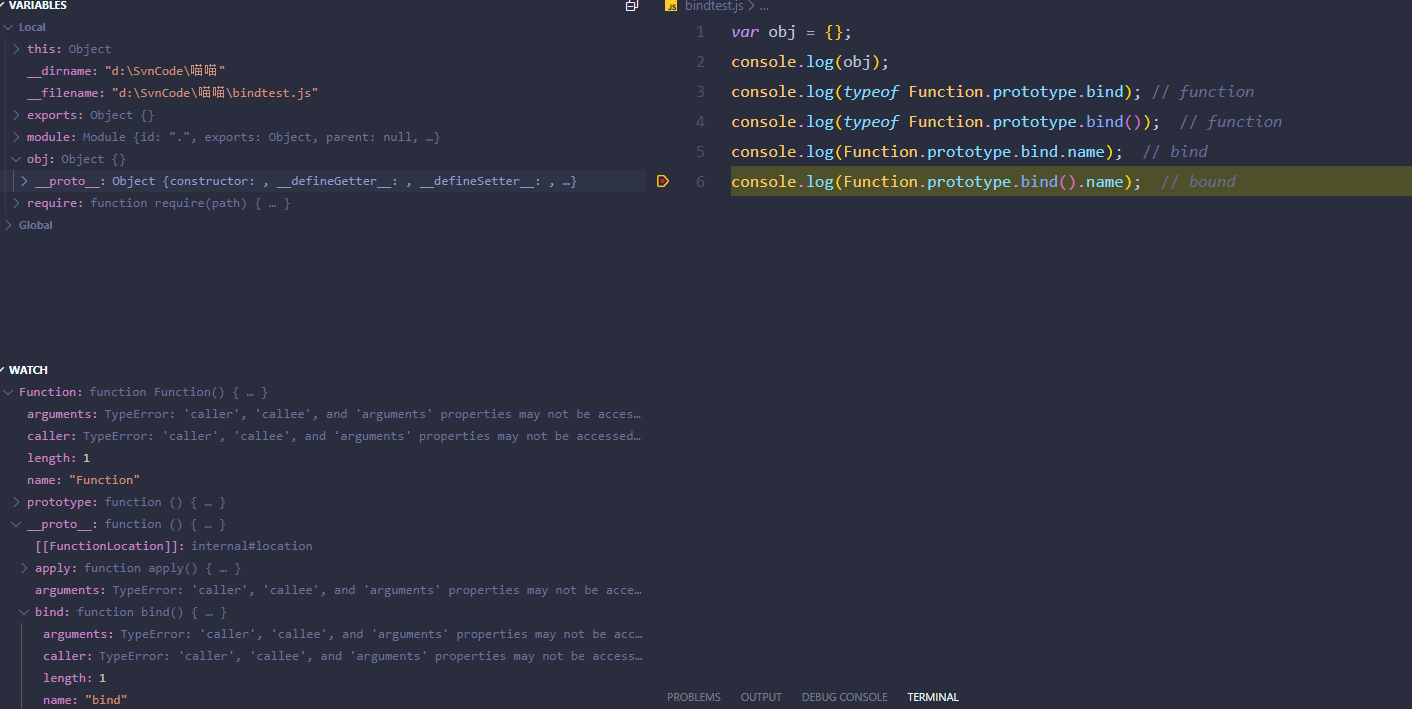 VARIABLES
Local
this: Object
__dirname: "d:\SvnCode\喵喵"
__filename: "d:\SvnCode\喵喵\bindtest.js"
exports: Object {}
module: Module {id: ".", exports: Object, parent: null, …}
obj: Object {}
__proto__: Object {constructor: , __defineGetter__: , __defineSetter__: , …}
require: function require(path) { … }
Global
WATCH
Function: function Function() { … }
arguments: TypeError: 'caller', 'callee', and 'arguments' properties may not be acces…
caller: TypeError: 'caller', 'callee', and 'arguments' properties may not be accessed…
length: 1
name: "Function"
prototype: function () { … }
__proto__: function () { … }
[[FunctionLocation]]: internal#location
apply: function apply() { … }
arguments: TypeError: 'caller', 'callee', and 'arguments' properties may not be acce…
bind: function bind() { … }
arguments: TypeError: 'caller', 'callee', and 'arguments' properties may not be acc…
caller: TypeError: 'caller', 'callee', and 'arguments' properties may not be access…
length: 1
name: "bind"
JS bindtest.js > ...
1 var obj = {};
2 console.log(obj);
3 console.log(typeof Function.prototype.bind); // function
4 console.log(typeof Function.prototype.bind());  // function
5 console.log(Function.prototype.bind.name);  // bind
6 console.log(Function.prototype.bind().name);  // bound
PROBLEMS OUTPUT DEBUG CONSOLE TERMINAL